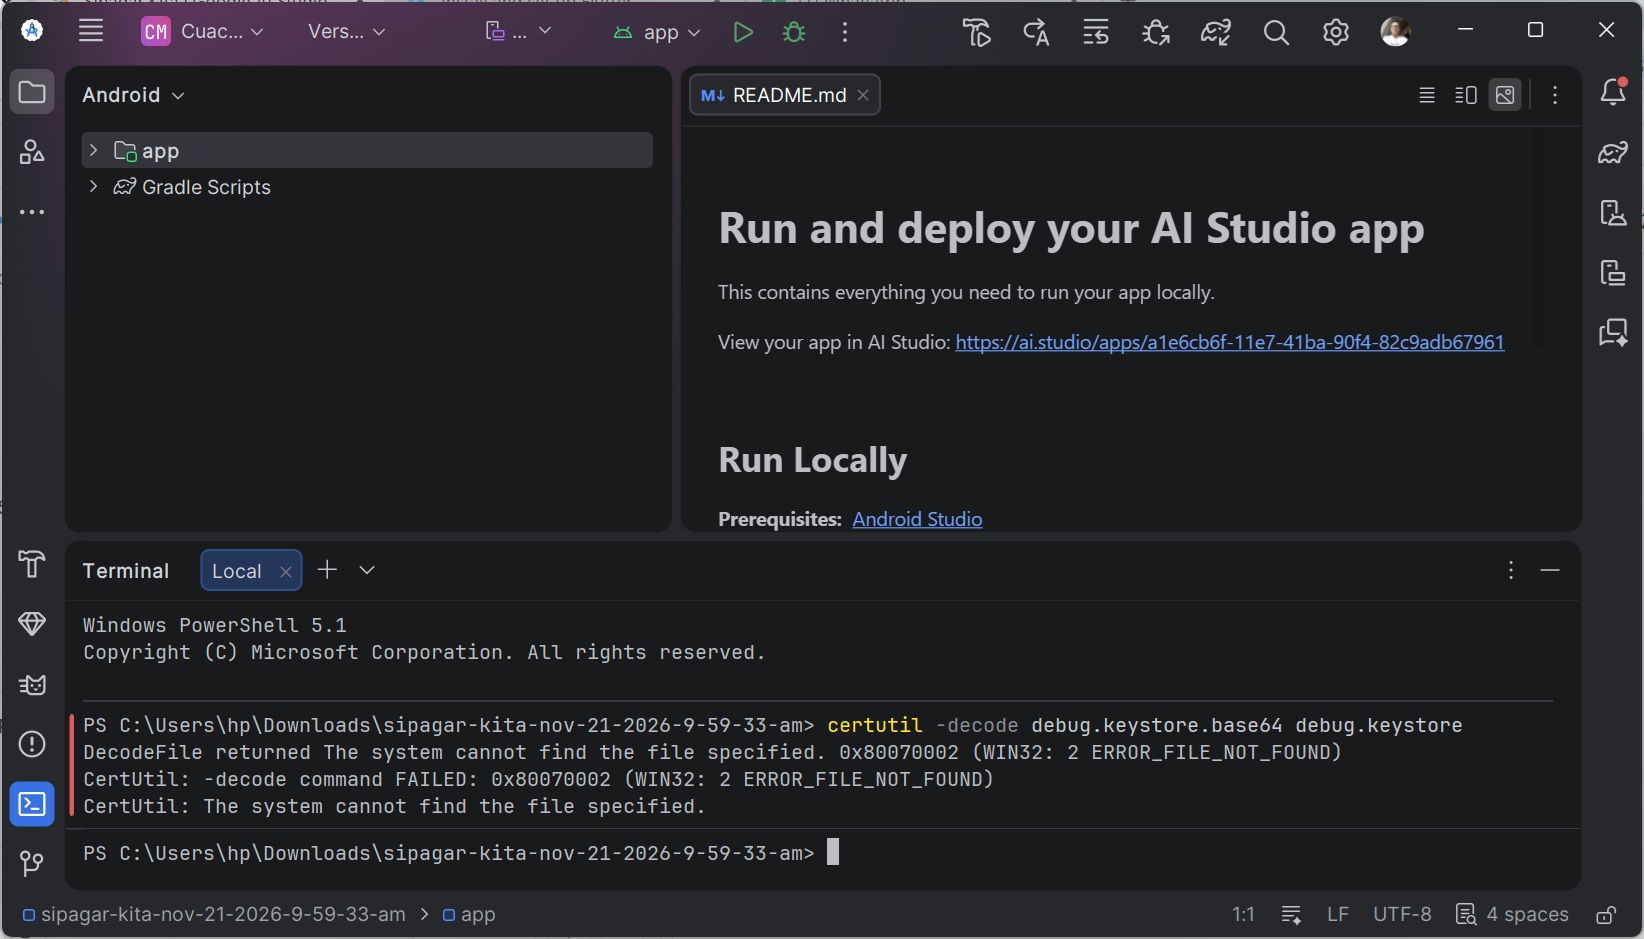 CM Cuac... Vers... ... app
Android
README.md
app
Gradle Scripts
Run and deploy your AI Studio app
This contains everything you need to run your app locally.
View your app in AI Studio: https://ai.studio/apps/a1e6cb6f-11e7-41ba-90f4-82c9adb67961
Run Locally
Prerequisites: Android Studio
Terminal Local
Windows PowerShell 5.1
Copyright (C) Microsoft Corporation. All rights reserved.
PS C:\Users\hp\Downloads\sipagar-kita-nov-21-2026-9-59-33-am> certutil -decode debug.keystore.base64 debug.keystore
DecodeFile returned The system cannot find the file specified. 0x80070002 (WIN32: 2 ERROR_FILE_NOT_FOUND)
CertUtil: -decode command FAILED: 0x80070002 (WIN32: 2 ERROR_FILE_NOT_FOUND)
CertUtil: The system cannot find the file specified.
PS C:\Users\hp\Downloads\sipagar-kita-nov-21-2026-9-59-33-am>
sipagar-kita-nov-21-2026-9-59-33-am > app 1:1 LF UTF-8 4 spaces